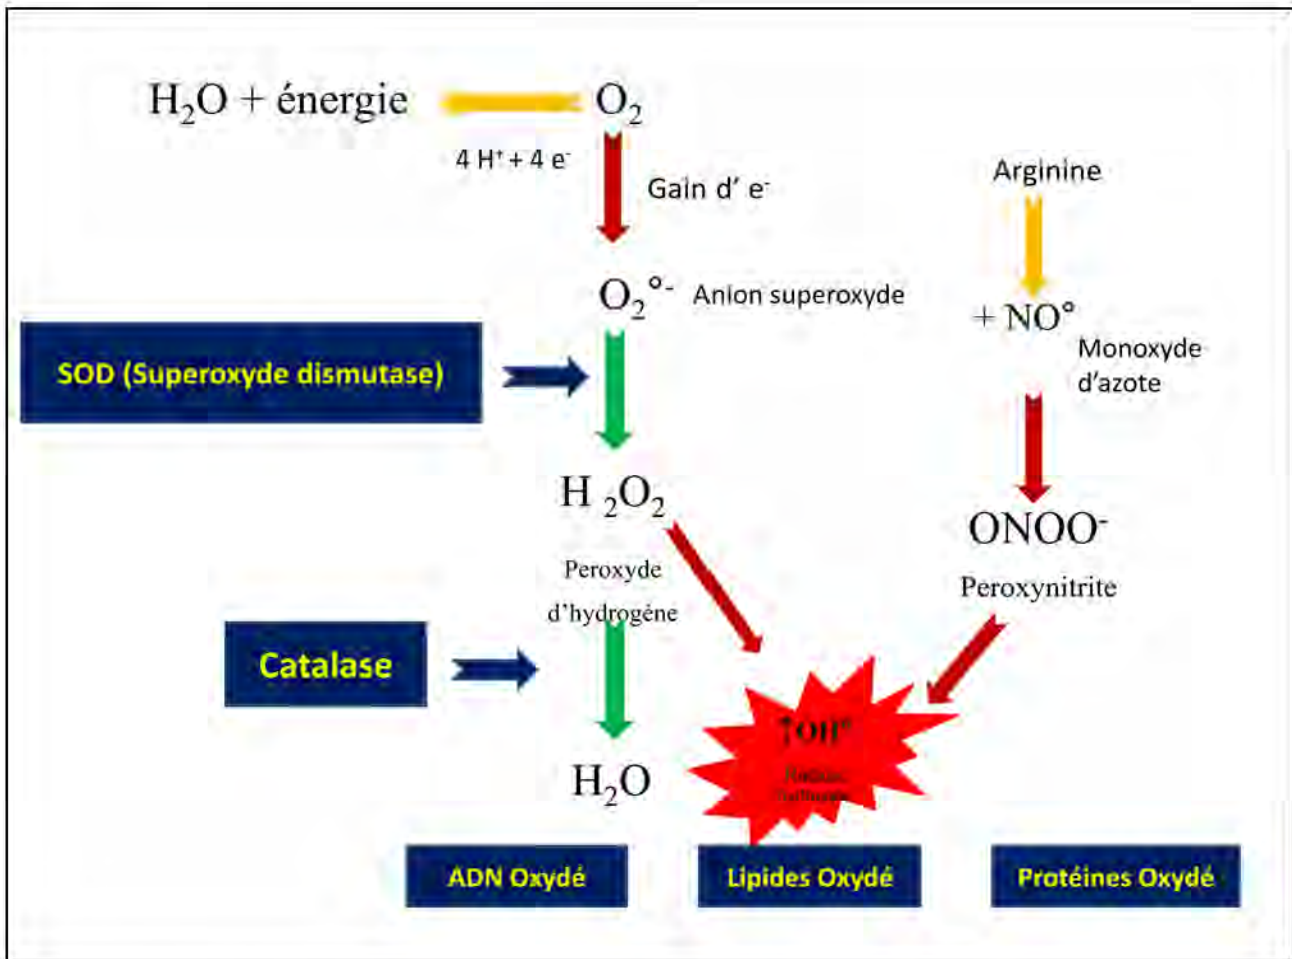 H₂O + énergie
O₂
4 H⁺ + 4 e⁻
Gain d' e⁻
Arginine
O₂°⁻ Anion superoxyde
+ NO°
Monoxyde
d'azote
SOD (Superoxyde dismutase)
H ₂O₂
ONOO⁻
Peroxyde
d'hydrogéne
Peroxynitrite
Catalase
↑OH°
H₂O
ADN Oxydé
Lipides Oxydé
Protéines Oxydé